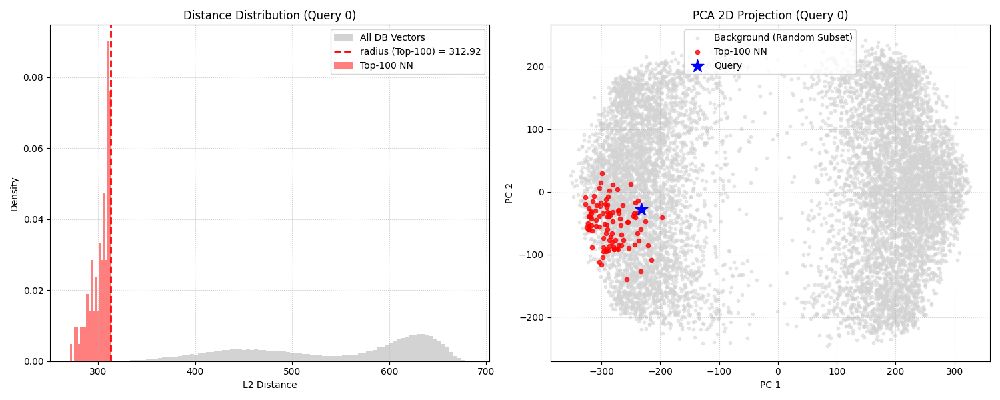 Distance Distribution (Query 0)
All DB Vectors
radius (Top-100) = 312.92
Top-100 NN
0.08
0.06
0.04
0.02
0.00
Density
300
400
500
600
700
L2 Distance
PCA 2D Projection (Query 0)
Background (Random Subset)
Top-100 NN
Query
200
100
0
−100
−200
PC 2
−300
−200
−100
0
100
200
300
PC 1